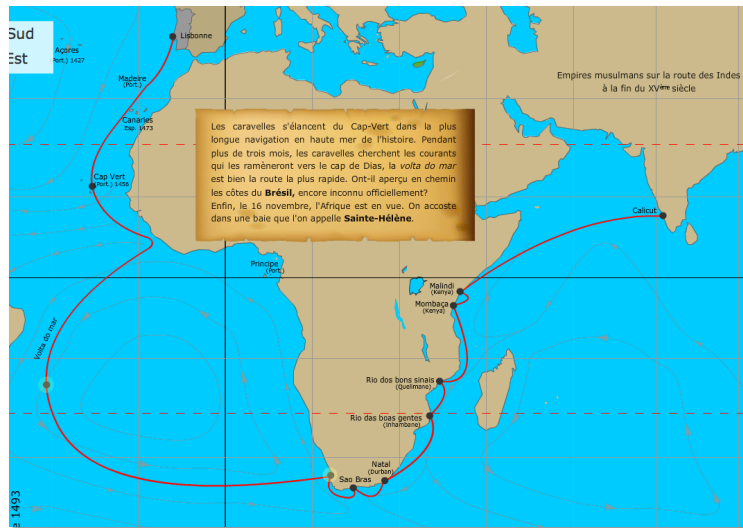 Sud
Est
Lisbonne
Açores
Port.) 1427
Madeire
(Port.)
Empires musulmans sur la route des Indes
à la fin du XVème siècle
Canaries
Esp. 1473
Les caravelles s'élancent du Cap-Vert dans la plus
longue navigation en haute mer de l'histoire. Pendant
plus de trois mois, les caravelles cherchent les courants
qui les ramèneront vers le cap de Dias, la volta do mar
est bien la route la plus rapide. Ont-il aperçu en chemin
les côtes du Brésil, encore inconnu officiellement?
Enfin, le 16 novembre, l'Afrique est en vue. On accoste
dans une baie que l'on appelle Sainte-Hélène.
Cap Vert
(Port.) 1456
Calicut
Principe
(Port.)
Malindi
(Kenya)
Mombaça
(Kenya)
Volta do mar
Rio dos bons sinais
(Quelimane)
Rio das boas gentes
(Inhambane)
Natal
(Durban)
Sao Bras
e 1493